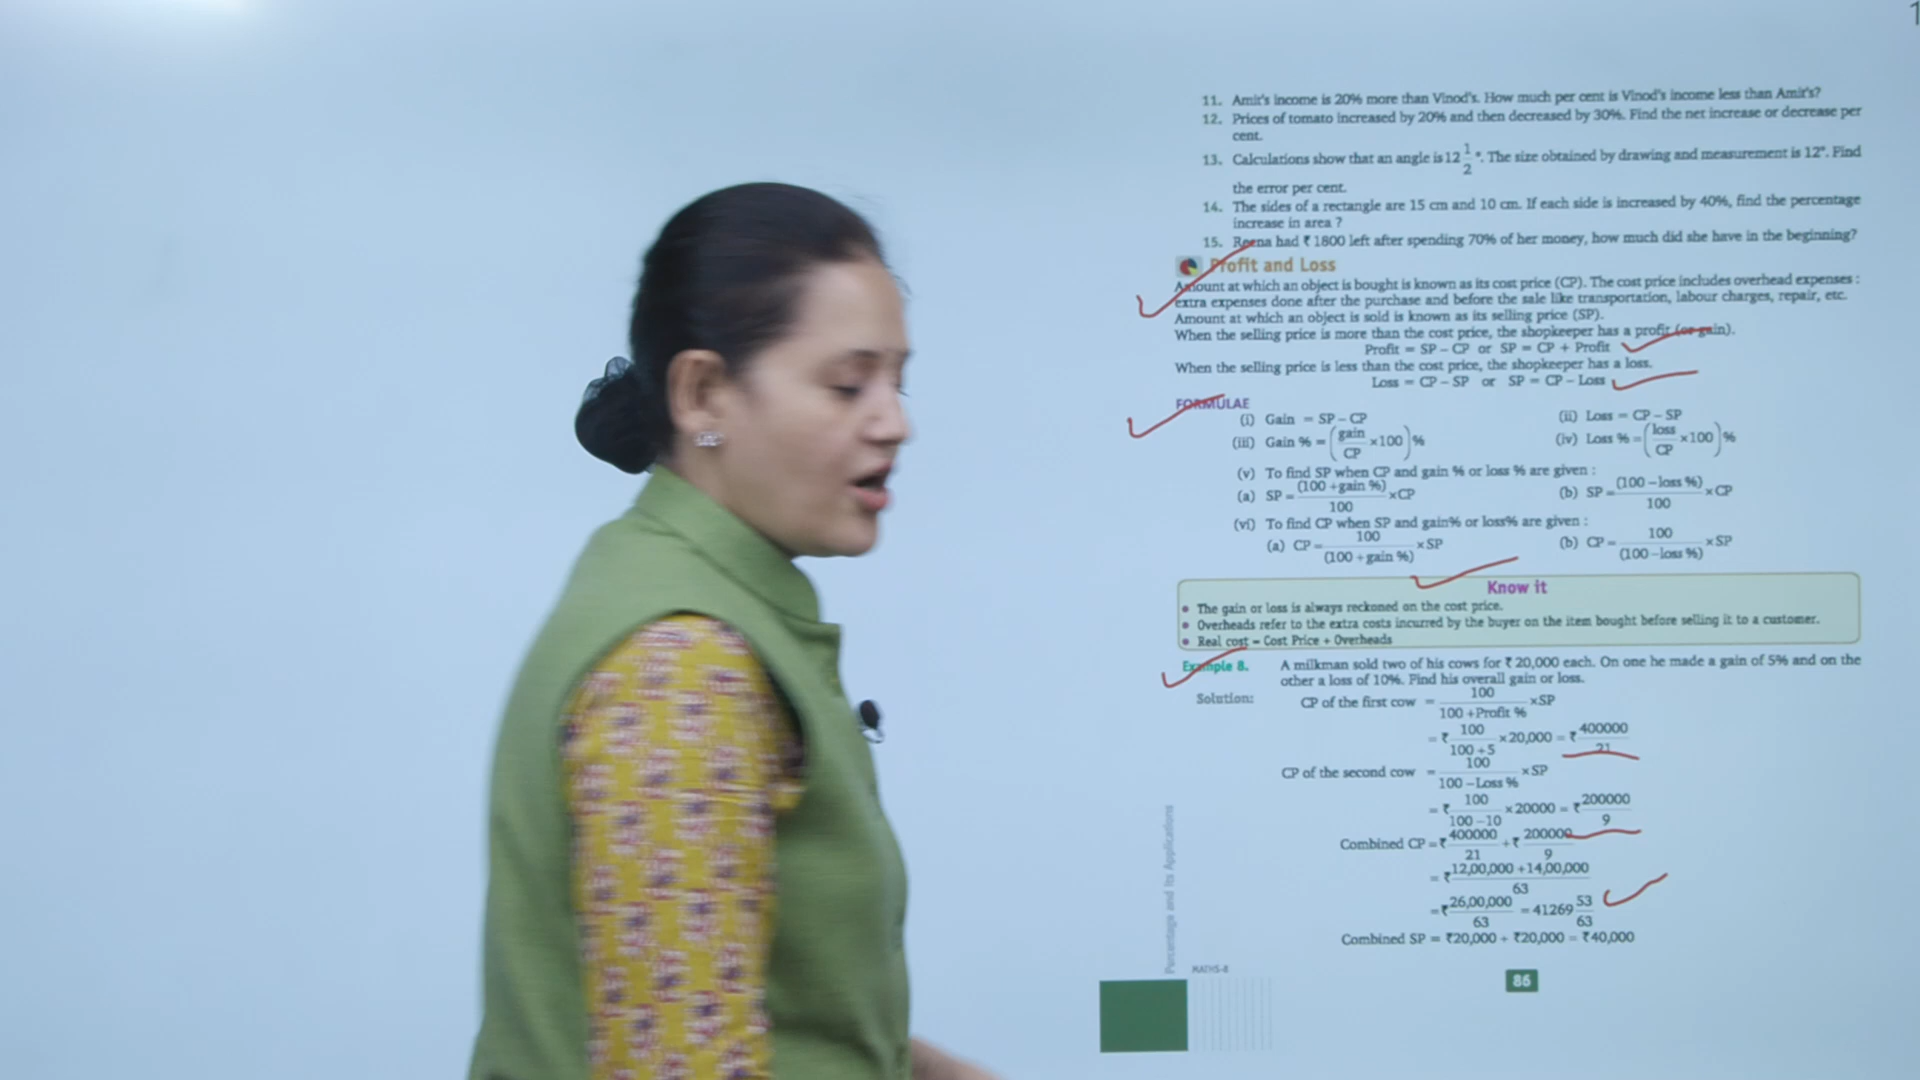 1
11. Amit's income is 20% more than Vinod's. How much per cent is Vinod's income less than Amit's?
12. Prices of tomato increased by 20% and then decreased by 30%. Find the net increase or decrease per
cent.
13. Calculations show that an angle is 12 1/2 °. The size obtained by drawing and measurement is 12°. Find
the error per cent.
14. The sides of a rectangle are 15 cm and 10 cm. If each side is increased by 40%, find the percentage
increase in area ?
15. Reena had ₹ 1800 left after spending 70% of her money, how much did she have in the beginning?
Profit and Loss
Amount at which an object is bought is known as its cost price (CP). The cost price includes overhead expenses :
extra expenses done after the purchase and before the sale like transportation, labour charges, repair, etc.
Amount at which an object is sold is known as its selling price (SP).
When the selling price is more than the cost price, the shopkeeper has a profit (or gain).
Profit = SP – CP or SP = CP + Profit
When the selling price is less than the cost price, the shopkeeper has a loss.
Loss = CP – SP or SP = CP – Loss
FORMULAE
(i) Gain = SP – CP (ii) Loss = CP – SP
(iii) Gain % = (gain/CP ×100)% (iv) Loss % = (loss/CP ×100)%
(v) To find SP when CP and gain % or loss % are given :
(a) SP = (100 + gain %)/100 ×CP (b) SP = (100 – loss %)/100 ×CP
(vi) To find CP when SP and gain% or loss% are given :
(a) CP = 100/(100 + gain %) ×SP (b) CP = 100/(100 – loss %) ×SP
Know it
• The gain or loss is always reckoned on the cost price.
• Overheads refer to the extra costs incurred by the buyer on the item bought before selling it to a customer.
• Real cost = Cost Price + Overheads
Example 8. A milkman sold two of his cows for ₹ 20,000 each. On one he made a gain of 5% and on the
other a loss of 10%. Find his overall gain or loss.
Solution: CP of the first cow = 100/(100 + Profit %) ×SP
= ₹ 100/(100 + 5) ×20,000 = ₹ 400000/21
CP of the second cow = 100/(100 – Loss %) ×SP
= ₹ 100/(100 – 10) ×20000 = ₹ 200000/9
Combined CP = ₹ 400000/21 + ₹ 200000/9
= ₹ (12,00,000 + 14,00,000)/63
= ₹ 26,00,000/63 = 41269 53/63
Combined SP = ₹20,000 + ₹20,000 = ₹40,000
Percentage and Its Applications
MATHS-8
86